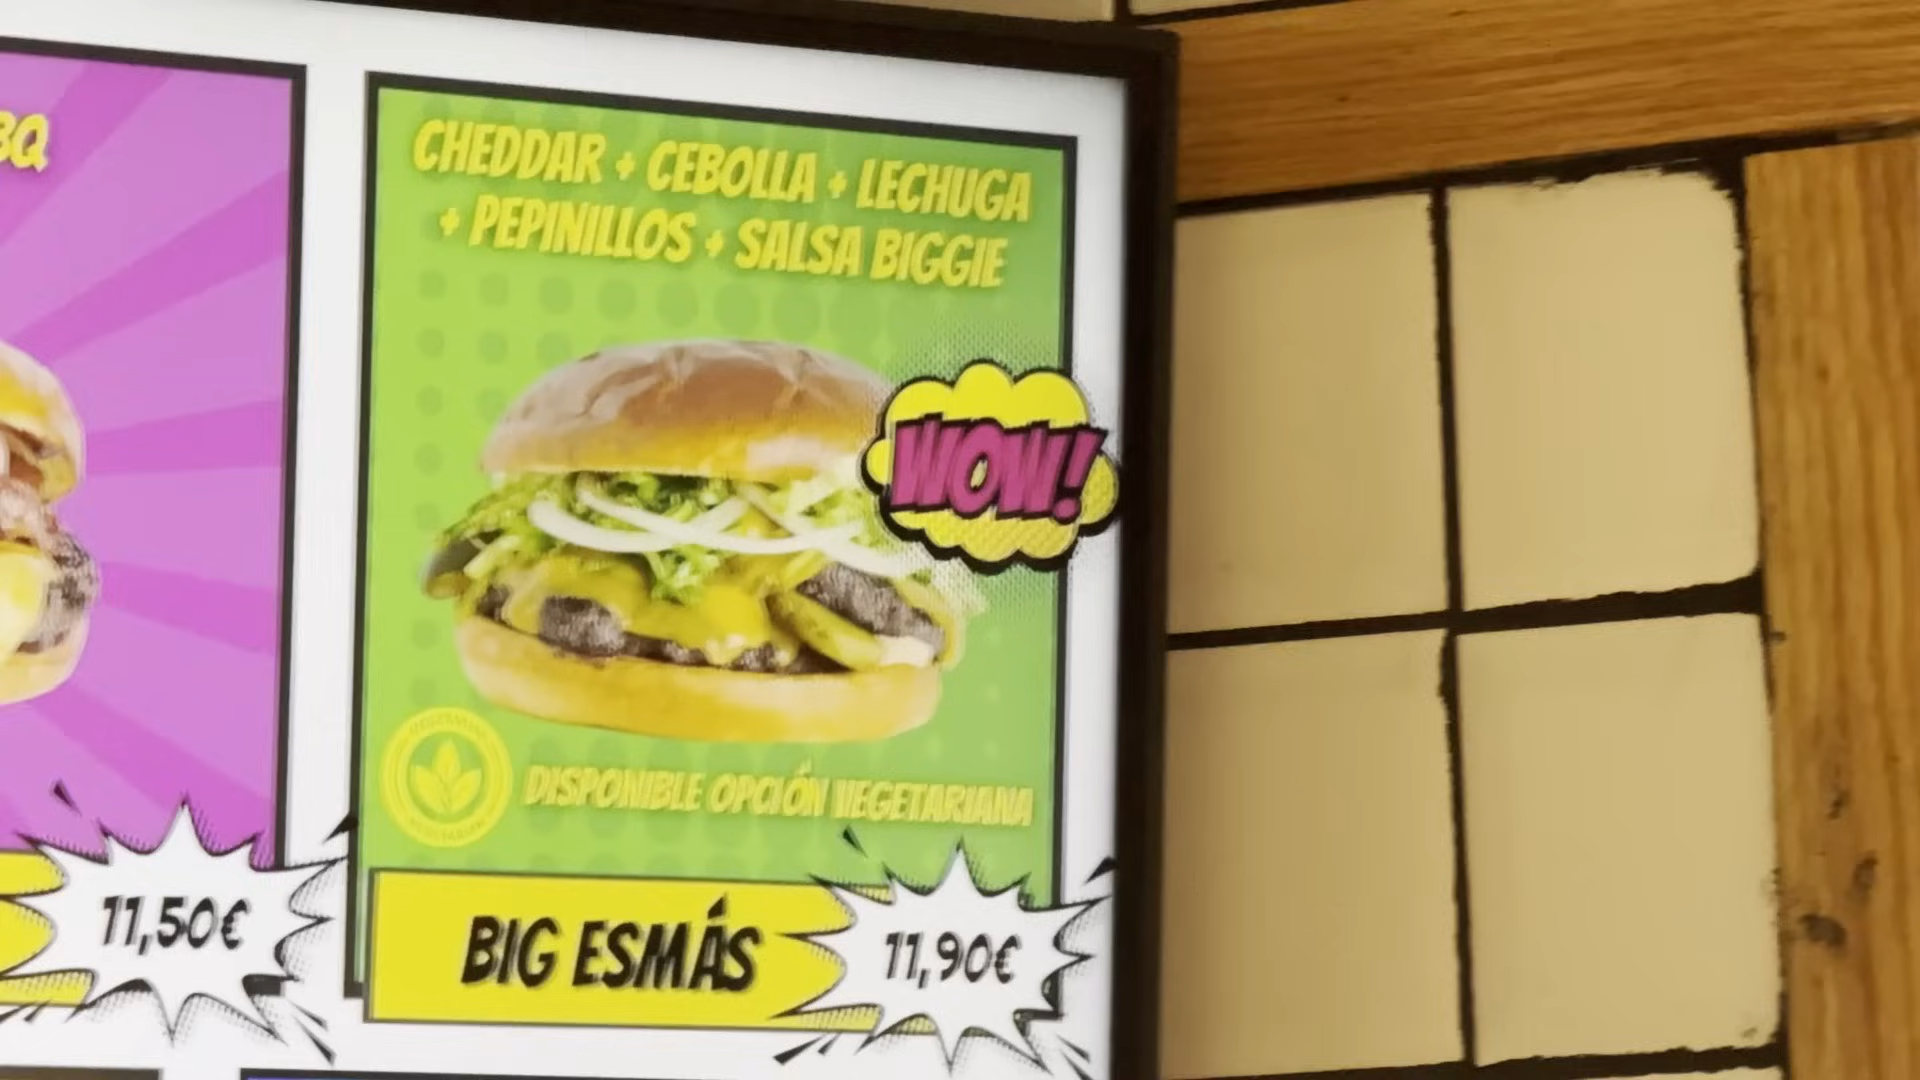 BQ
11,50€
CHEDDAR + CEBOLLA + LECHUGA
+ PEPINILLOS + SALSA BIGGIE
WOW!
DISPONIBLE OPCIÓN VEGETARIANA
BIG ESMÁS
11,90€